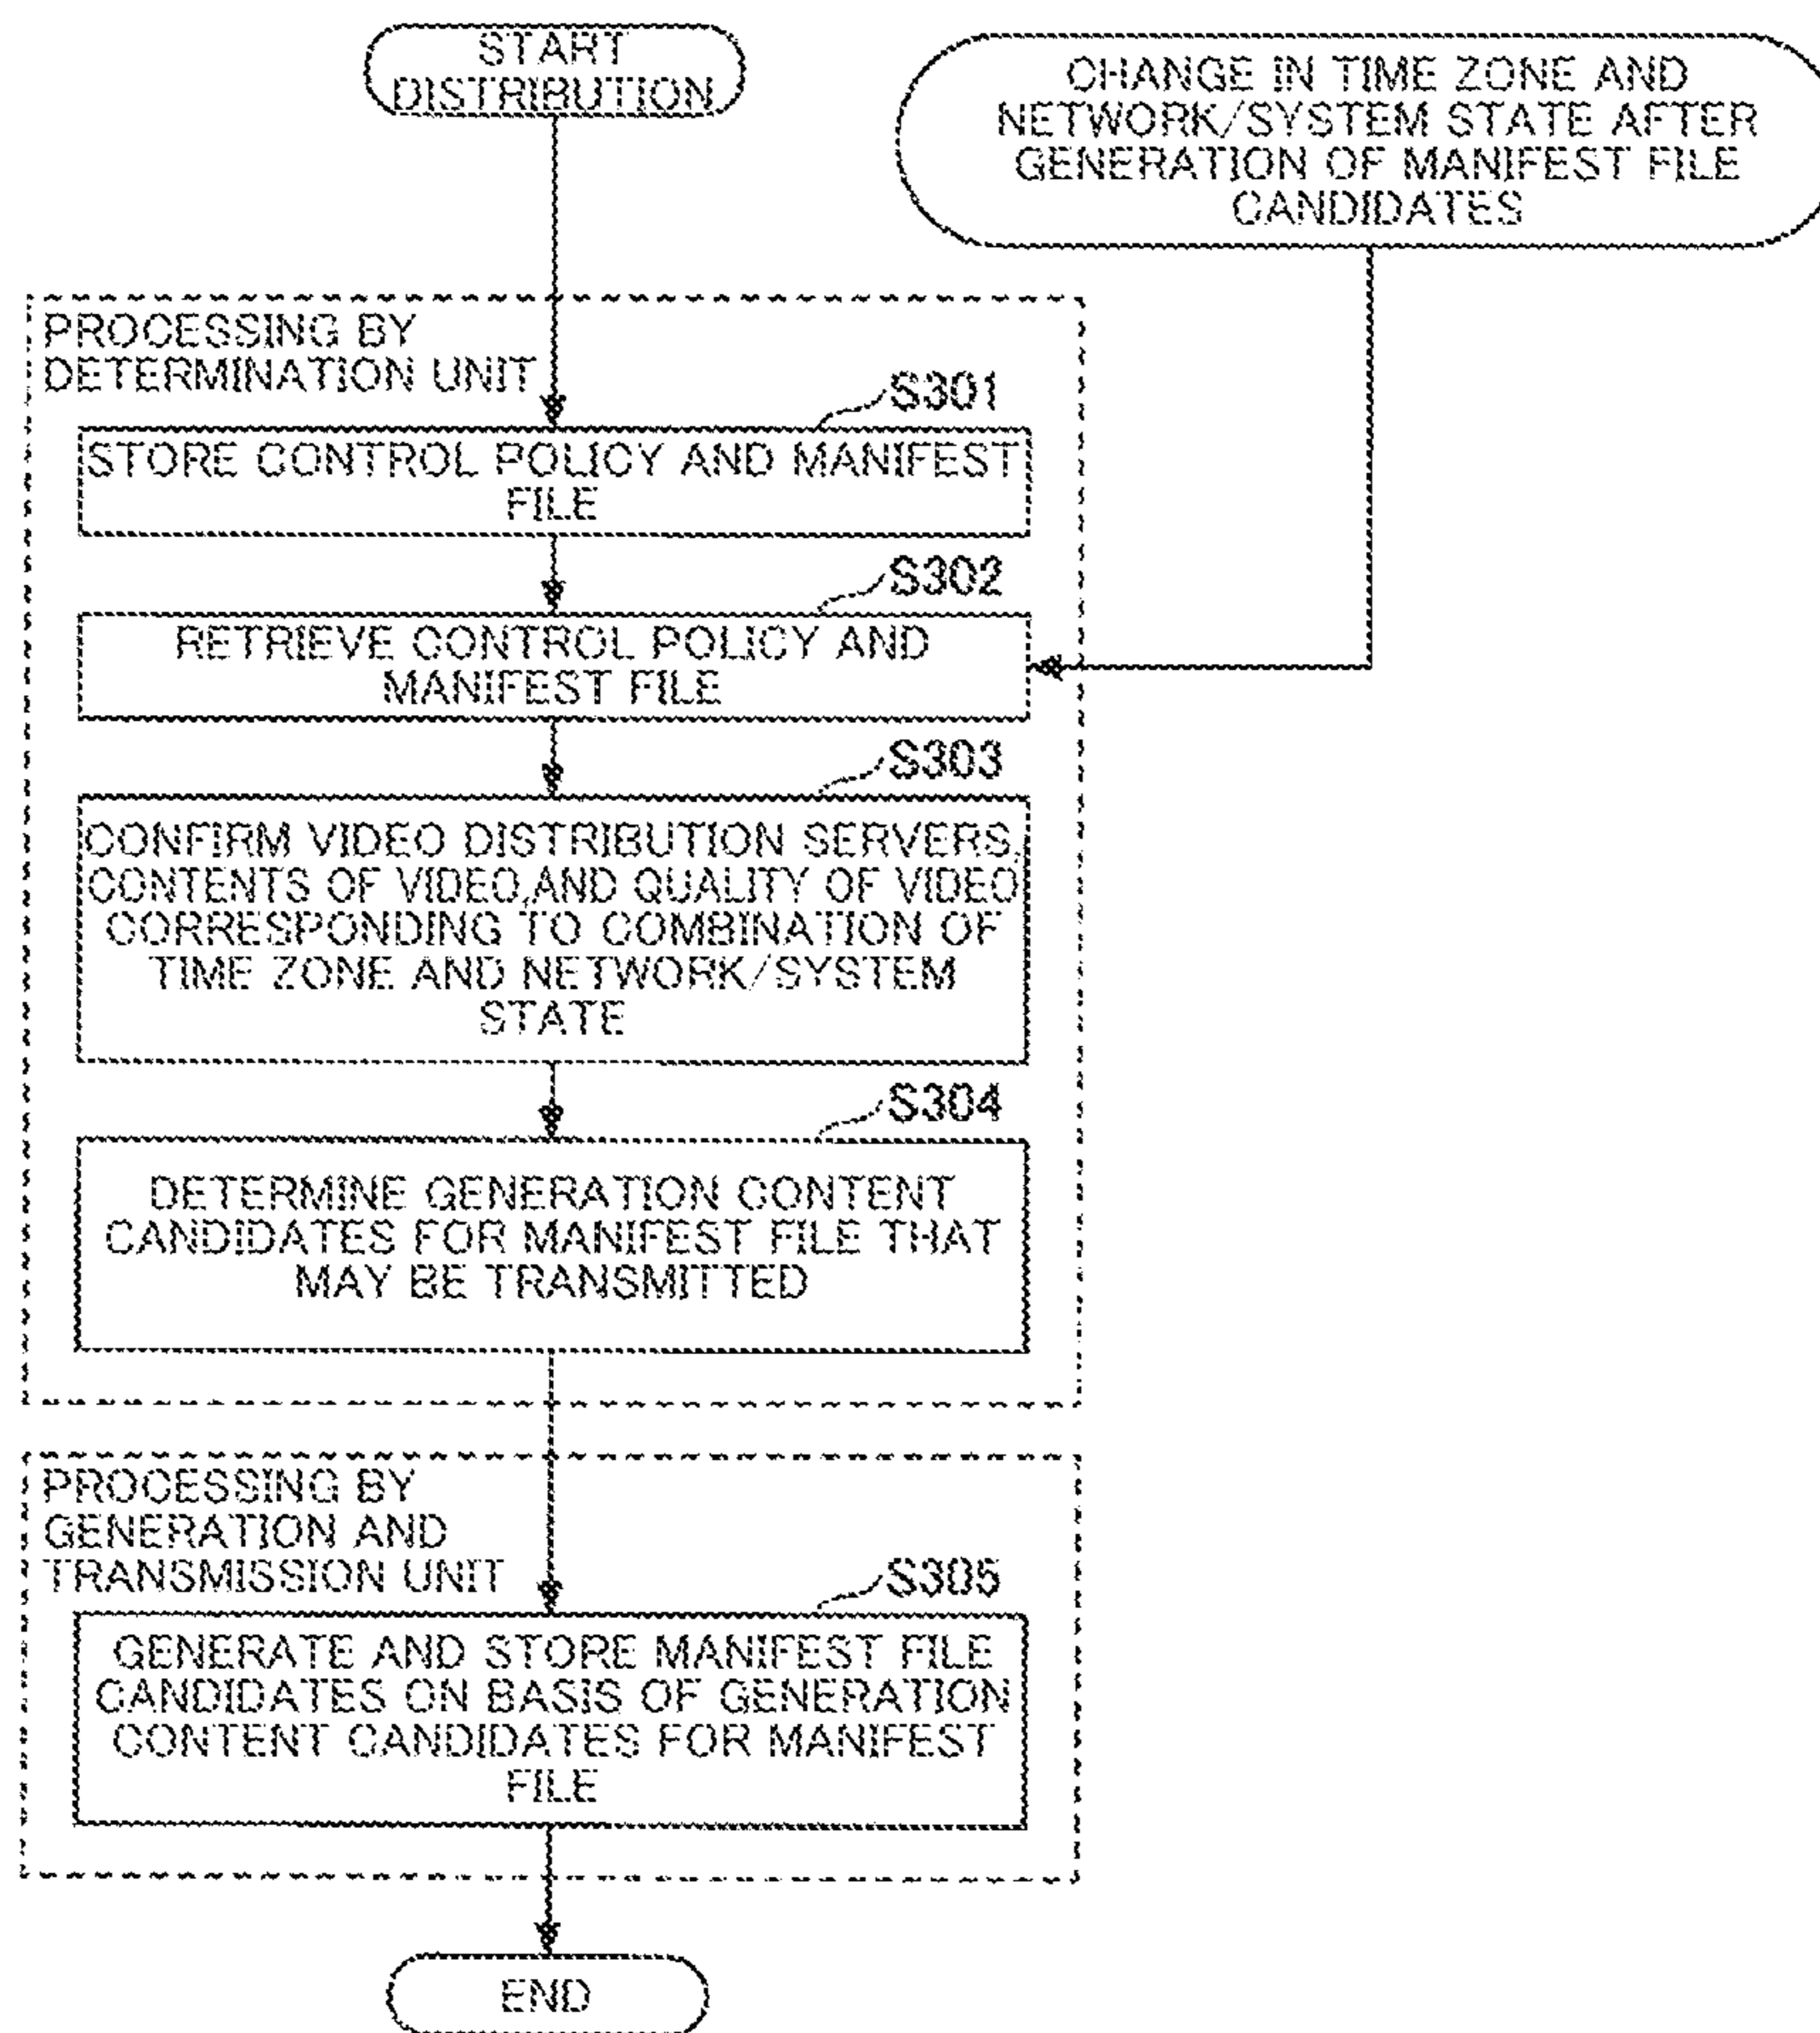 START
DISTRIBUTION
CHANGE IN TIME ZONE AND
NETWORK/SYSTEM STATE AFTER
GENERATION OF MANIFEST FILE
CANDIDATES
PROCESSING BY
DETERMINATION UNIT
S301
STORE CONTROL POLICY AND MANIFEST
FILE
S302
RETRIEVE CONTROL POLICY AND
MANIFEST FILE
S303
CONFIRM VIDEO DISTRIBUTION SERVERS,
CONTENTS OF VIDEO,AND QUALITY OF VIDEO
CORRESPONDING TO COMBINATION OF
TIME ZONE AND NETWORK/SYSTEM
STATE
S304
DETERMINE GENERATION CONTENT
CANDIDATES FOR MANIFEST FILE THAT
MAY BE TRANSMITTED
PROCESSING BY
GENERATION AND
TRANSMISSION UNIT
S305
GENERATE AND STORE MANIFEST FILE
CANDIDATES ON BASIS OF GENERATION
CONTENT CANDIDATES FOR MANIFEST
FILE
END